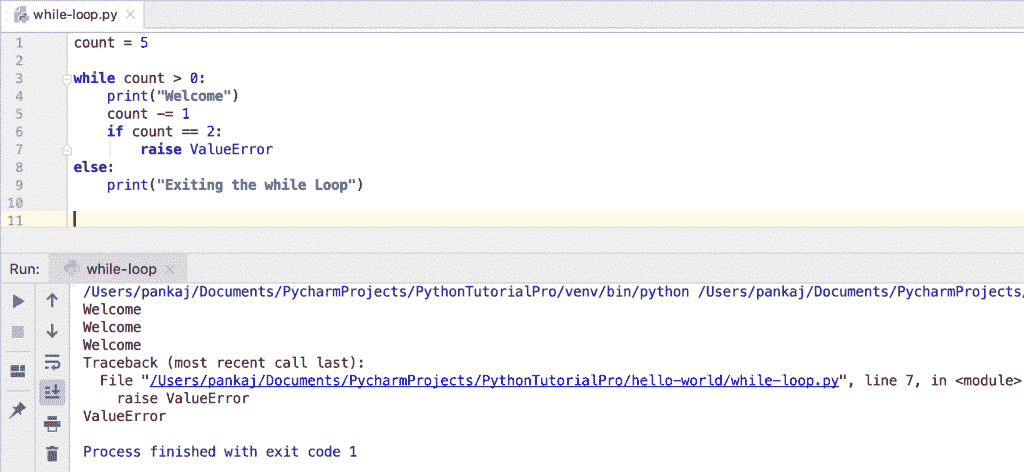 while-loop.py
1 count = 5
2
3 while count > 0:
4     print("Welcome")
5     count -= 1
6     if count == 2:
7         raise ValueError
8 else:
9     print("Exiting the while Loop")
10
11
Run: while-loop
/Users/pankaj/Documents/PycharmProjects/PythonTutorialPro/venv/bin/python /Users/pankaj/Documents/PycharmProjects/
Welcome
Welcome
Welcome
Traceback (most recent call last):
  File "/Users/pankaj/Documents/PycharmProjects/PythonTutorialPro/hello-world/while-loop.py", line 7, in <module>
    raise ValueError
ValueError
Process finished with exit code 1